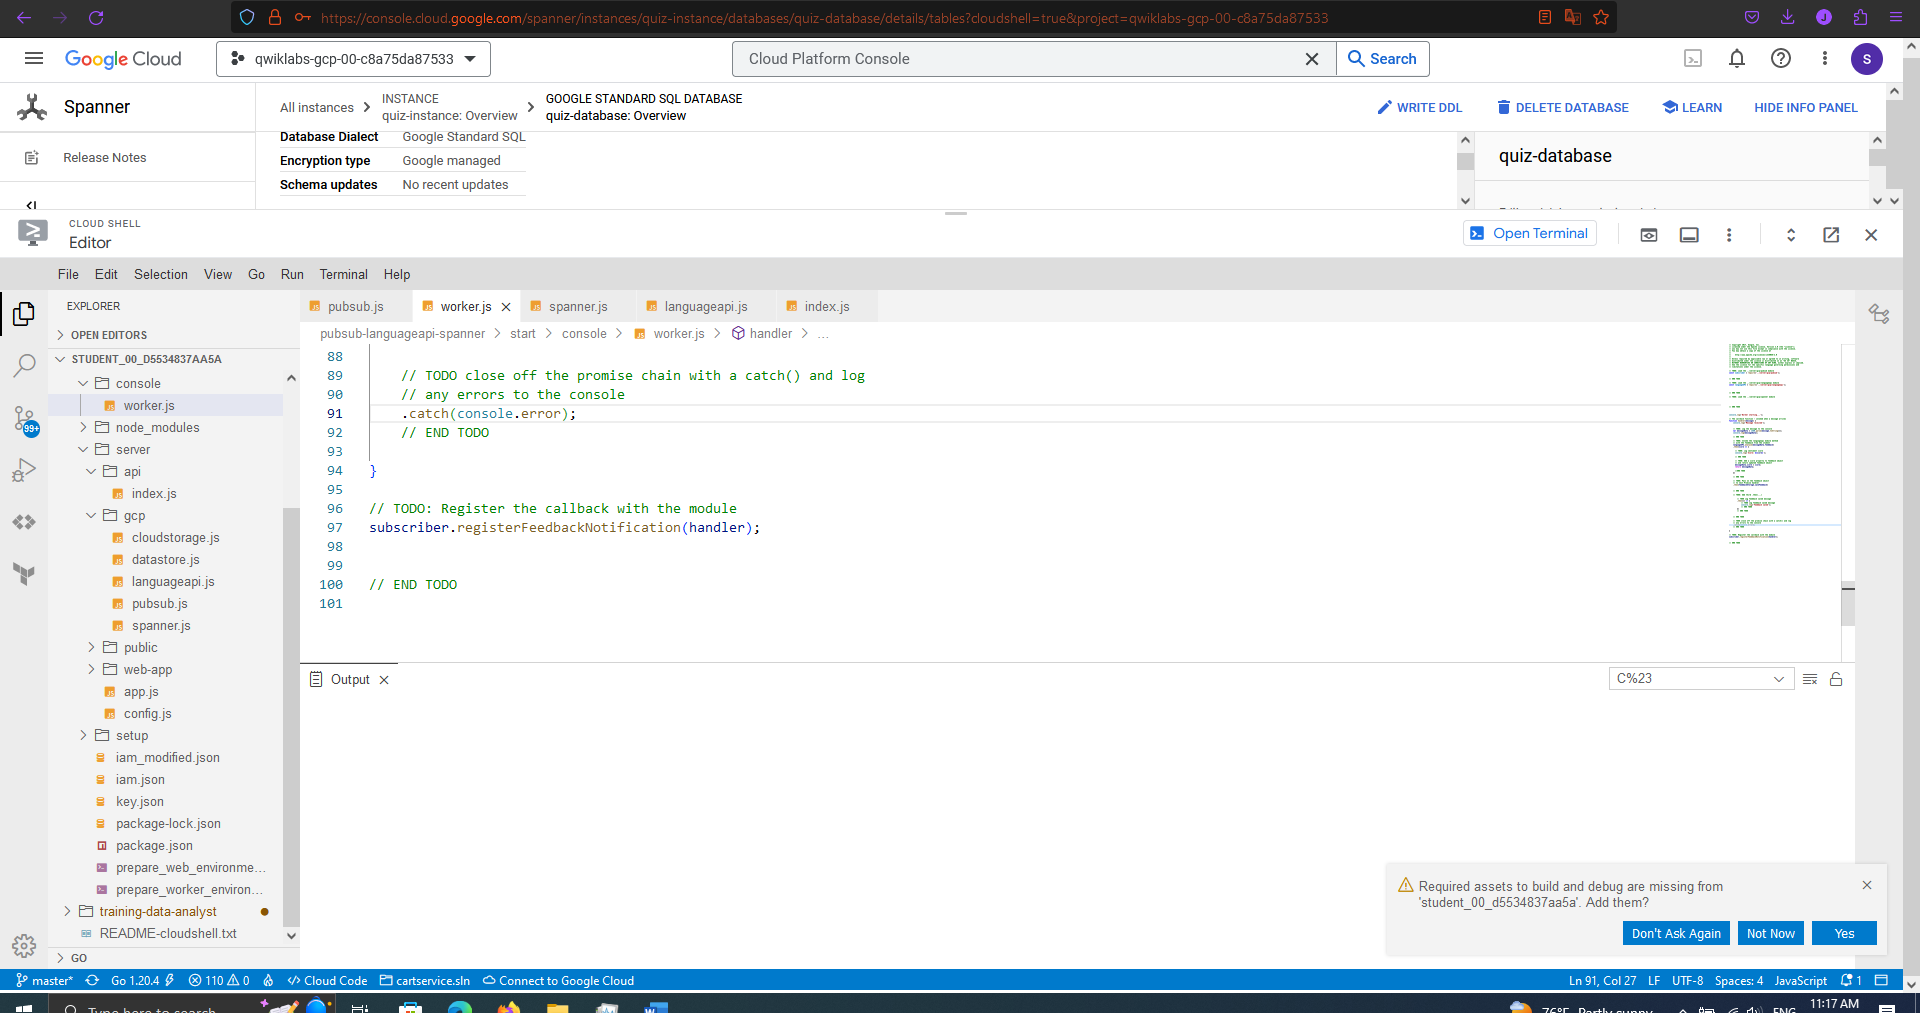 https://console.cloud.google.com/spanner/instances/quiz-instance/databases/quiz-database/details/tables?cloudshell=true&project=qwiklabs-gcp-00-c8a75da87533
Google Cloud
qwiklabs-gcp-00-c8a75da87533
Cloud Platform Console
Search
S
Spanner
All instances
INSTANCE
quiz-instance: Overview
GOOGLE STANDARD SQL DATABASE
quiz-database: Overview
WRITE DDL
DELETE DATABASE
LEARN
HIDE INFO PANEL
Release Notes
Database Dialect Google Standard SQL
Encryption type Google managed
Schema updates No recent updates
quiz-database
CLOUD SHELL
Editor
Open Terminal
File Edit Selection View Go Run Terminal Help
EXPLORER
OPEN EDITORS
STUDENT_00_D5534837AA5A
console
worker.js
node_modules
server
api
index.js
gcp
cloudstorage.js
datastore.js
languageapi.js
pubsub.js
spanner.js
public
web-app
app.js
config.js
setup
iam_modified.json
iam.json
key.json
package-lock.json
package.json
prepare_web_environme...
prepare_worker_environ...
training-data-analyst
README-cloudshell.txt
GO
99+
pubsub.js worker.js spanner.js languageapi.js index.js
pubsub-languageapi-spanner > start > console > worker.js > handler > ...
88
89 // TODO close off the promise chain with a catch() and log
90 // any errors to the console
91 .catch(console.error);
92 // END TODO
93
94 }
95
96 // TODO: Register the callback with the module
97 subscriber.registerFeedbackNotification(handler);
98
99
100 // END TODO
101
Output
C%23
Required assets to build and debug are missing from
'student_00_d5534837aa5a'. Add them?
Don't Ask Again Not Now Yes
master* Go 1.20.4 110 0 Cloud Code cartservice.sln Connect to Google Cloud
Ln 91, Col 27 LF UTF-8 Spaces: 4 JavaScript 1
Type here to search
76°F Partly sunny
ENG
11:17 AM